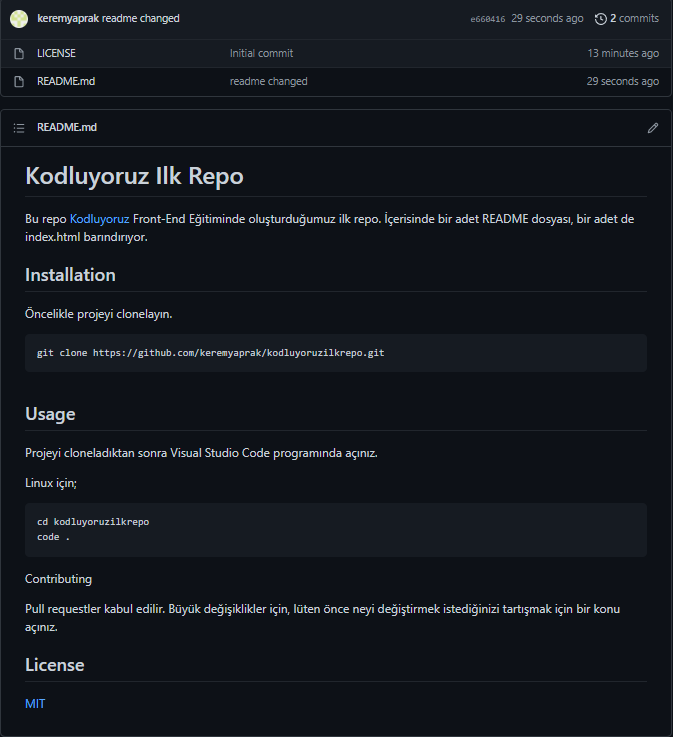 keremyaprak readme changed e660416 29 seconds ago 2 commits
LICENSE Initial commit 13 minutes ago
README.md readme changed 29 seconds ago
README.md
Kodluyoruz Ilk Repo
Bu repo Kodluyoruz Front-End Eğitiminde oluşturduğumuz ilk repo. İçerisinde bir adet README dosyası, bir adet de
index.html barındırıyor.
Installation
Öncelikle projeyi clonelayın.
git clone https://github.com/keremyaprak/kodluyoruzilkrepo.git
Usage
Projeyi cloneladıktan sonra Visual Studio Code programında açınız.
Linux için;
cd kodluyoruzilkrepo
code .
Contributing
Pull requestler kabul edilir. Büyük değişiklikler için, lüten önce neyi değiştirmek istediğinizi tartışmak için bir konu
açınız.
License
MIT